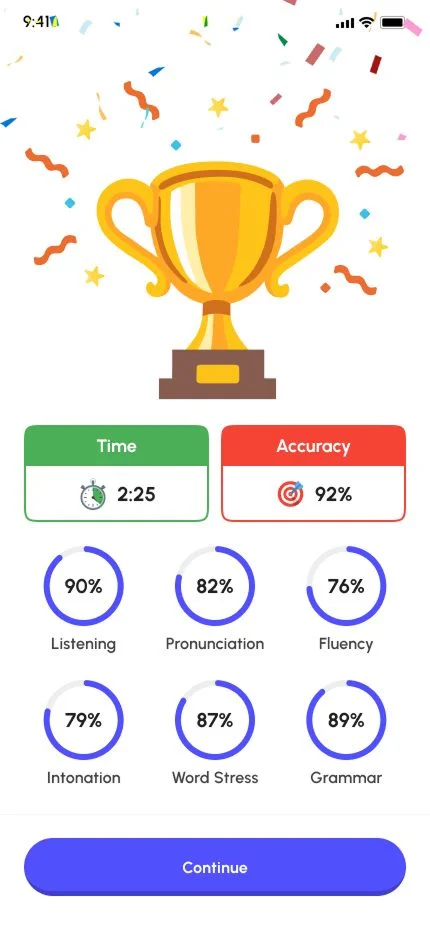 9:41
Time
Accuracy
2:25
92%
90%
82%
76%
Listening
Pronunciation
Fluency
79%
87%
89%
Intonation
Word Stress
Grammar
Continue